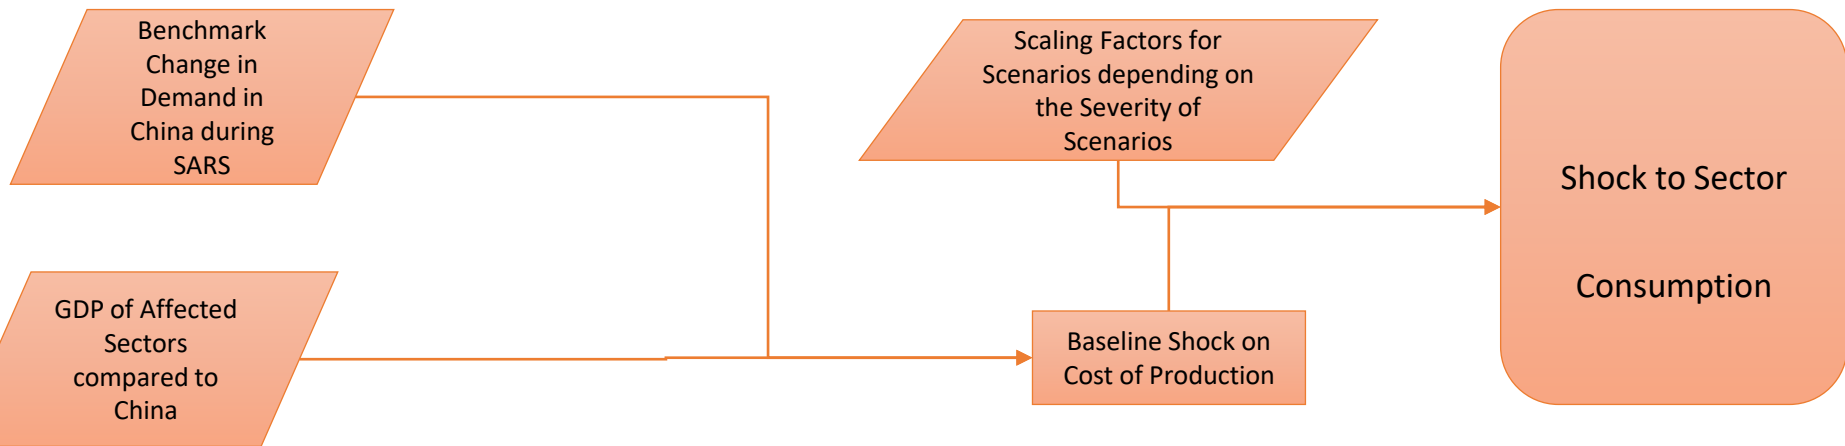 Benchmark
Change in
Demand in
China during
SARS
Scaling Factors for
Scenarios depending on
the Severity of
Scenarios
Shock to Sector
Consumption
GDP of Affected
Sectors
compared to
China
Baseline Shock on
Cost of Production